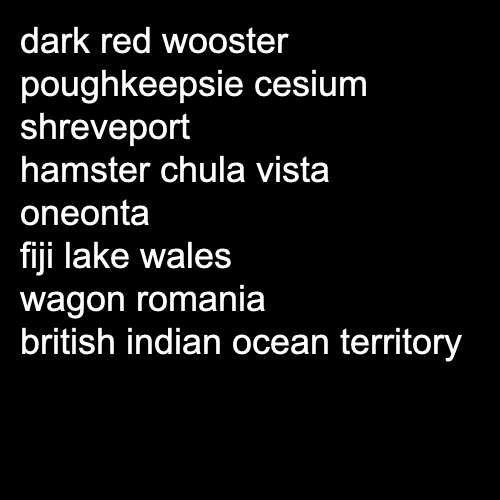 dark red wooster
poughkeepsie cesium
shreveport
hamster chula vista
oneonta
fiji lake wales
wagon romania
british indian ocean territory